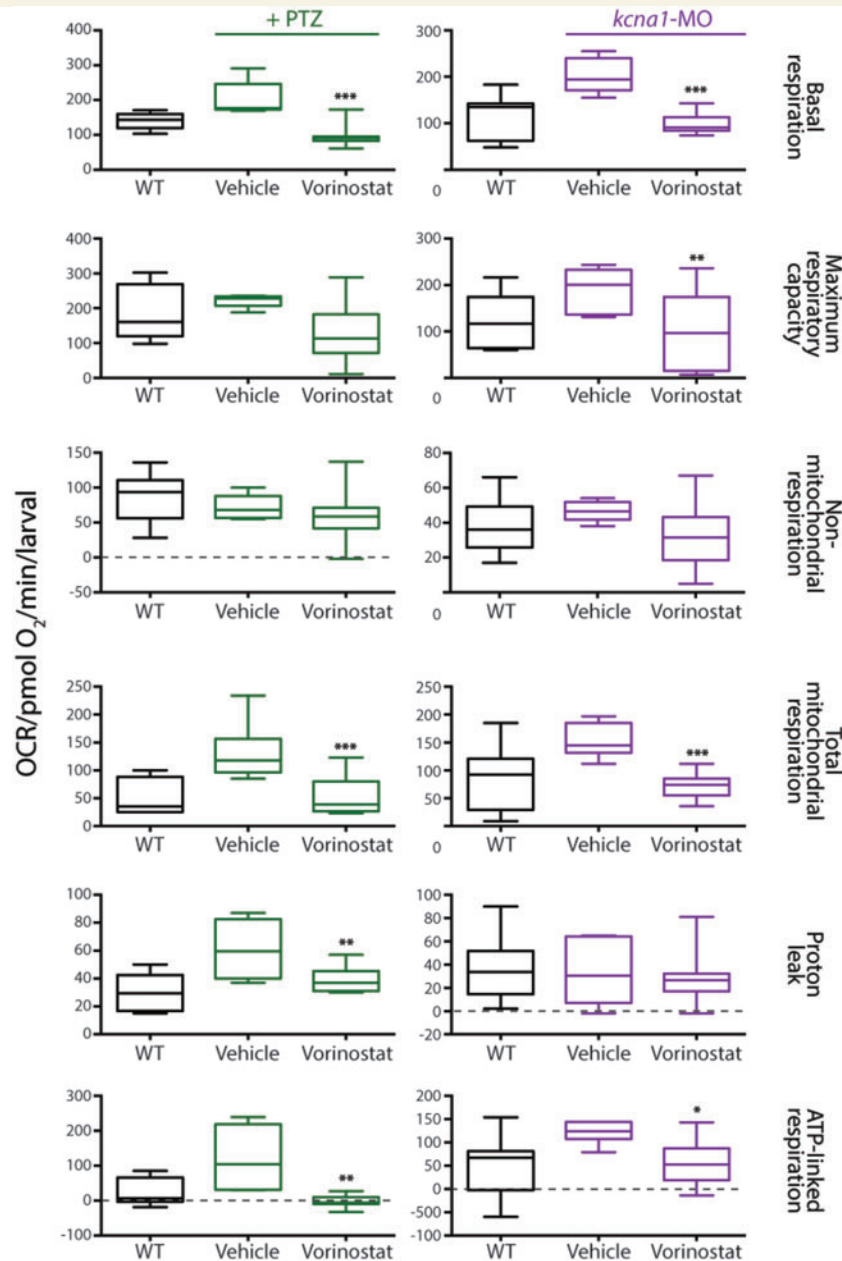 + PTZ
kcna1-MO
OCR/pmol O2/min/larval
400
300
200
100
0
WT Vehicle Vorinostat
***
300
200
100
0
WT Vehicle Vorinostat
***
Basal
respiration
400
300
200
100
0
WT Vehicle Vorinostat
300
200
100
0
WT Vehicle Vorinostat
**
Maximum
respiratory
capacity
150
100
50
0
-50
WT Vehicle Vorinostat
80
60
40
20
0
WT Vehicle Vorinostat
Non-
mitochondrial
respiration
250
200
150
100
50
0
WT Vehicle Vorinostat
***
250
200
150
100
50
0
WT Vehicle Vorinostat
***
Total
mitochondrial
respiration
100
80
60
40
20
0
WT Vehicle Vorinostat
**
100
80
60
40
20
0
-20
WT Vehicle Vorinostat
Proton
leak
300
200
100
0
-100
WT Vehicle Vorinostat
**
200
150
100
50
0
-500
-100
WT Vehicle Vorinostat
*
ATP-linked
respiration